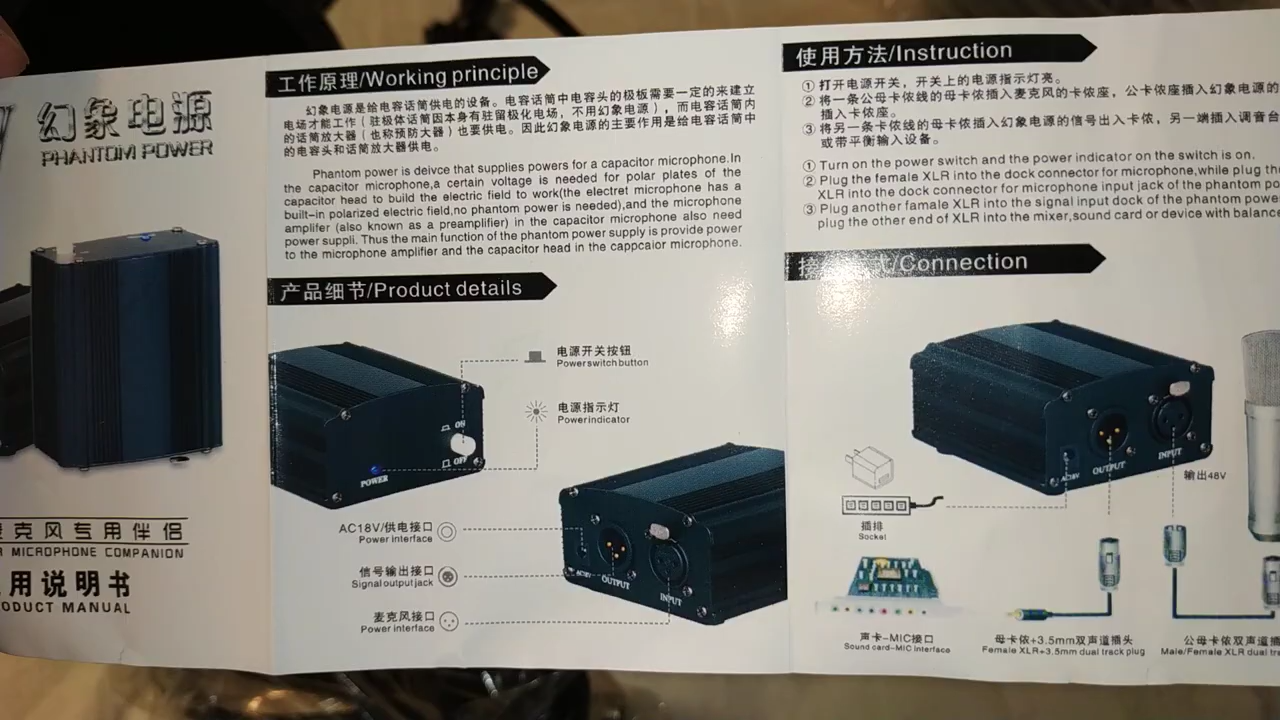 幻象电源
PHANTOM POWER
麦克风专用伴侣
MICROPHONE COMPANION
用说明书
MANUAL
工作原理/Working principle
幻象电源是给电容话筒供电的设备。电容话筒中电容头的极板需要一定的来建立
电场才能工作（驻极体话筒因本身有驻留极化电场，不用幻象电源），而电容话筒内
的话筒放大器（也称预防大器）也要供电。因此幻象电源的主要作用是给电容话筒中
的电容头和话筒放大器供电。
Phantom power is deivce that supplies powers for a capacitor microphone.In
the capacitor microphone,a certain voltage is needed for polar plates of the
capacitor head to build the electric field to work(the electret microphone has a
built-in polarized electric field,no phantom power is needed),and the microphone
amplifer (also known as a preamplifier) in the capacitor microphone also need
power suppli. Thus the main function of the phantom power supply is provide power
to the microphone amplifier and the capacitor head in the cappcaior microphone.
产品细节/Product details
电源开关按钮
Powerswitchbutton
电源指示灯
Powerindicator
ON
OFF
POWER
AC18V/供电接口
Power interface
信号输出接口
Signaloutputjack
麦克风接口
Power interface
AC18V
OUTPUT
INPUT
使用方法/Instruction
① 打开电源开关，开关上的电源指示灯亮。
② 将一条公母卡侬线的母卡侬插入麦克风的卡侬座，公卡侬座插入幻象电源的
插入卡侬座。
③ 将另一条卡侬线的母卡侬插入幻象电源的信号出入卡侬，另一端插入调音台
或带平衡输入设备。
① Turn on the power switch and the power indicator on the switch is on.
② Plug the female XLR into the dock connector for microphone,while plug the
XLR into the dock connector for microphone input jack of the phantom po
③ Plug another famale XLR into the signal input dock of the phantom power
plug the other end of XLR into the mixer,sound card or device with balance
接 /Connection
AC18V
OUTPUT
INPUT
输出48V
插排
Socket
声卡-MIC接口
Sound card-MIC Interface
母卡侬+3.5mm双声道插头
Female XLR+3.5mm dual track plug
公母卡侬双声道插
Male/Female XLR dual tr